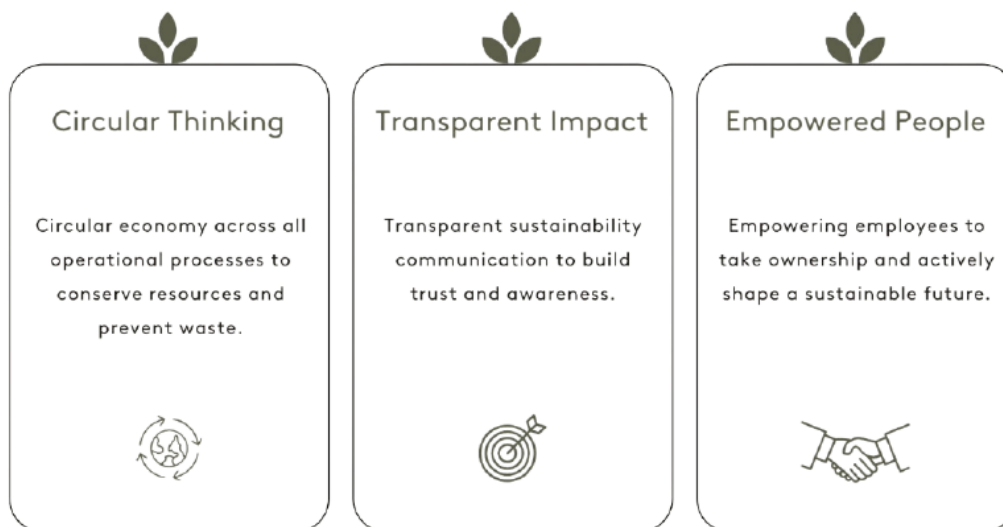 Circular Thinking
Circular economy across all
operational processes to
conserve resources and
prevent waste.
Transparent Impact
Transparent sustainability
communication to build
trust and awareness.
Empowered People
Empowering employees to
take ownership and actively
shape a sustainable future.